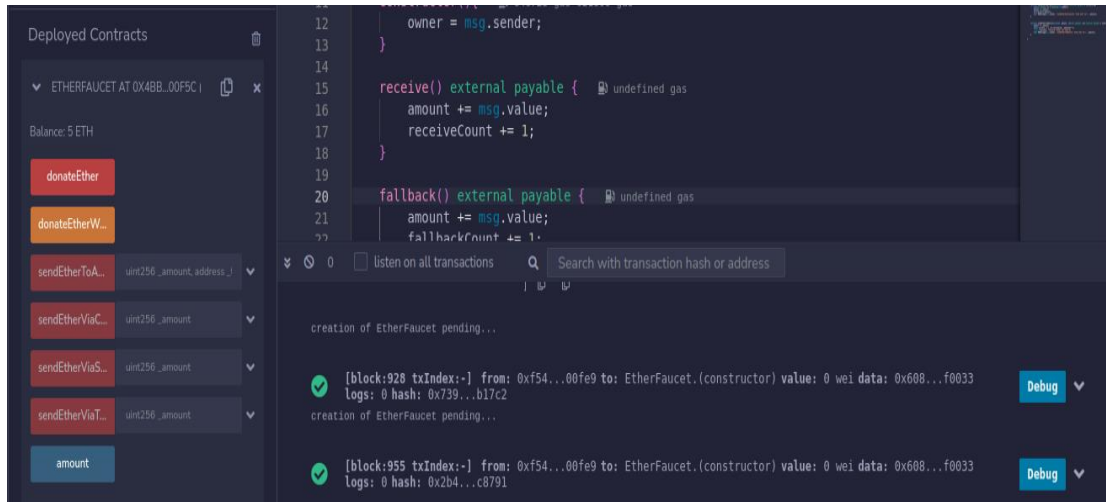 Deployed Contracts
ETHERFAUCET AT 0X4BB...00F5C (
Balance: 5 ETH
donateEther
donateEtherW...
sendEtherToA... uint256 _amount, address _t
sendEtherViaC... uint256 _amount
sendEtherViaS... uint256 _amount
sendEtherViaT... uint256 _amount
amount
12 owner = msg.sender;
13 }
14
15 receive() external payable { undefined gas
16 amount += msg.value;
17 receiveCount += 1;
18 }
19
20 fallback() external payable { undefined gas
21 amount += msg.value;
22 fallbackCount += 1;
0 listen on all transactions Search with transaction hash or address
creation of EtherFaucet pending...
[block:928 txIndex:-] from: 0xf54...00fe9 to: EtherFaucet.(constructor) value: 0 wei data: 0x608...f0033
logs: 0 hash: 0x739...b17c2
Debug
creation of EtherFaucet pending...
[block:955 txIndex:-] from: 0xf54...00fe9 to: EtherFaucet.(constructor) value: 0 wei data: 0x608...f0033
logs: 0 hash: 0x2b4...c8791
Debug